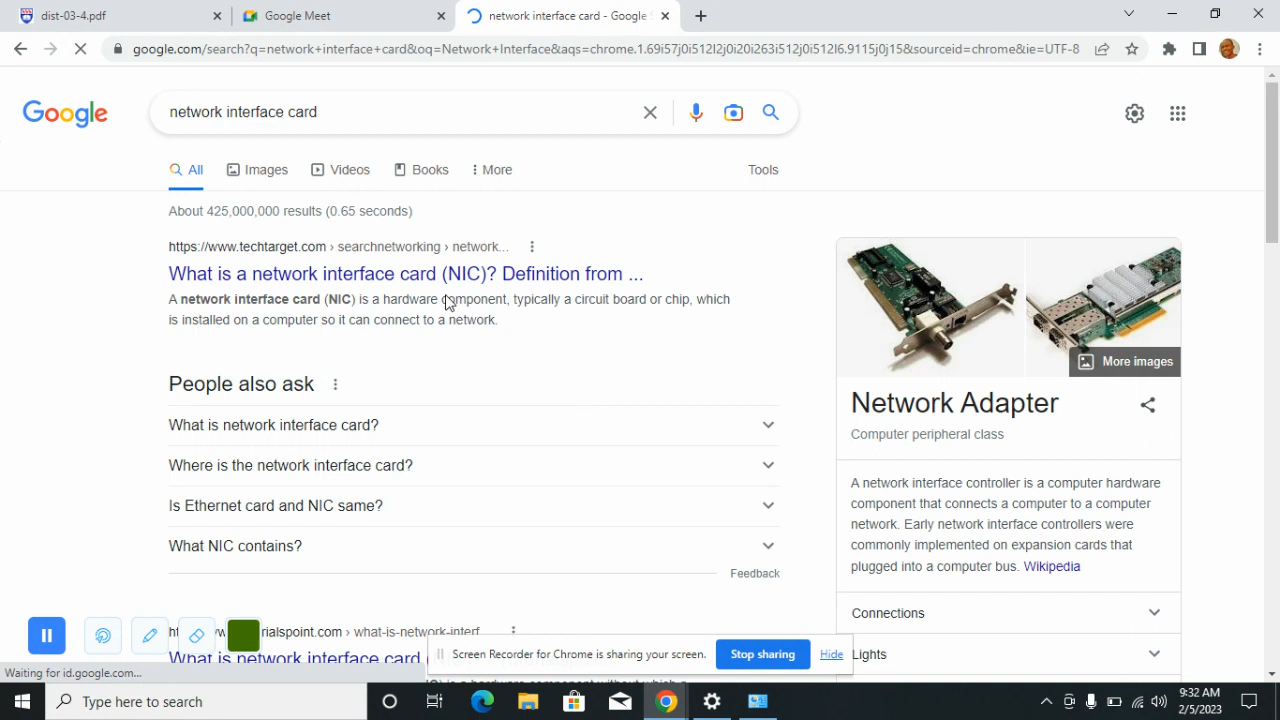 dist-03-4.pdf
Google Meet
network interface card - Google S
google.com/search?q=network+interface+card&oq=Network+Interface&aqs=chrome.1.69i57j0i512l2j0i20i263i512j0i512l6.9115j0j15&sourceid=chrome&ie=UTF-8
Google
network interface card
All
Images
Videos
Books
More
Tools
About 425,000,000 results (0.65 seconds)
https://www.techtarget.com › searchnetworking › network...
What is a network interface card (NIC)? Definition from ...
A network interface card (NIC) is a hardware component, typically a circuit board or chip, which
is installed on a computer so it can connect to a network.
People also ask
What is network interface card?
Where is the network interface card?
Is Ethernet card and NIC same?
What NIC contains?
Feedback
rialspoint.com › what-is-network-interf
What is network interface card
More images
Network Adapter
Computer peripheral class
A network interface controller is a computer hardware
component that connects a computer to a computer
network. Early network interface controllers were
commonly implemented on expansion cards that
plugged into a computer bus. Wikipedia
Connections
Lights
Screen Recorder for Chrome is sharing your screen.
Stop sharing
Hide
Waiting for id.google.com...
Type here to search
9:32 AM
2/5/2023